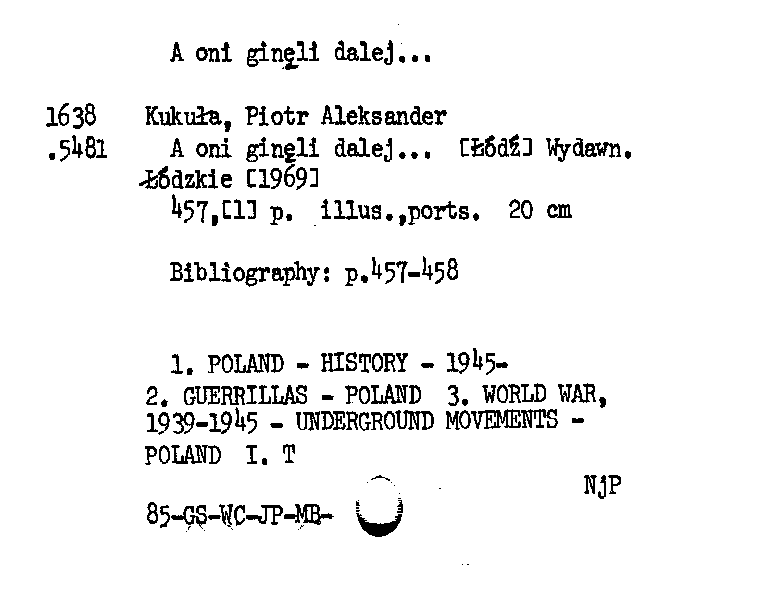 A oni ginęli dalej...
1638 Kukuła, Piotr Aleksander
.5481 A oni ginęli dalej... [Łódź] Wydawn.
Łódzkie [1969]
457,[1] p. illus.,ports. 20 cm
Bibliography: p.457-458
1. POLAND - HISTORY - 1945-
2. GUERRILLAS - POLAND 3. WORLD WAR,
1939-1945 - UNDERGROUND MOVEMENTS -
POLAND I. T
NjP
85-GS-WC-JP-MB-